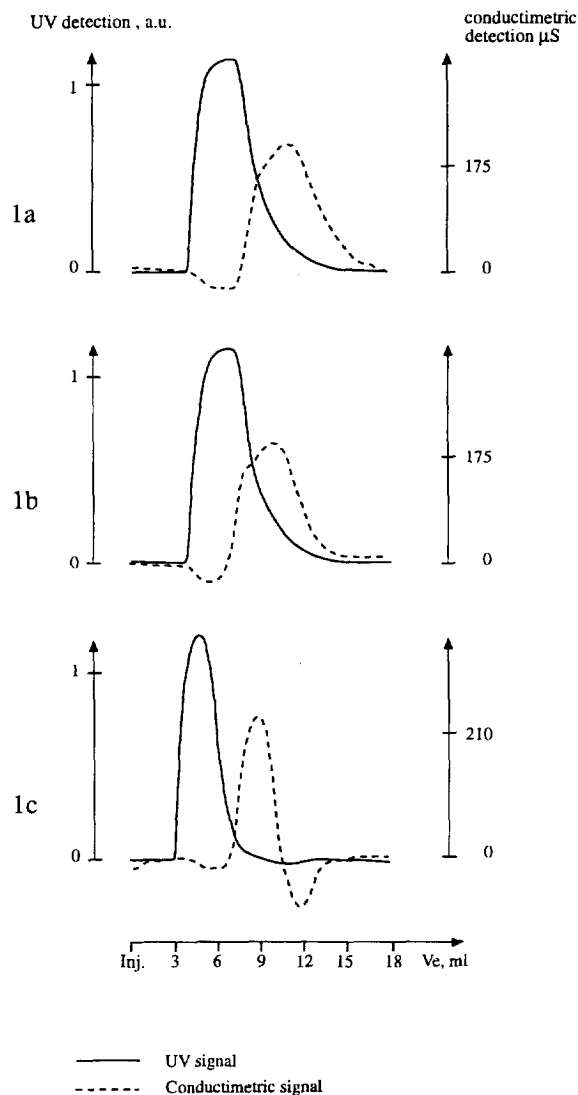 UV detection , a.u.
conductimetric
detection µS
1
175
1a
0
0
1
175
1b
0
0
1
210
1c
0
0
Inj. 3 6 9 12 15 18 Ve, ml
UV signal
Conductimetric signal